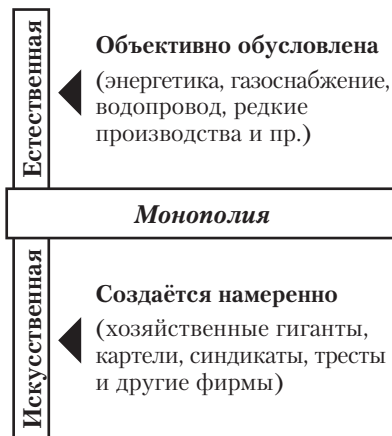 Естественная
Объективно обусловлена
(энергетика, газоснабжение,
водопровод, редкие
производства и пр.)
Монополия
Искусственная
Создаётся намеренно
(хозяйственные гиганты,
картели, синдикаты, тресты
и другие фирмы)